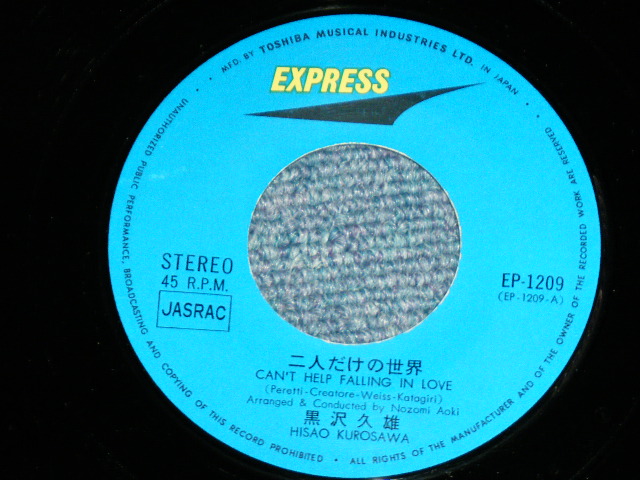 · MFD. BY TOSHIBA MUSICAL INDUSTRIES LTD. IN JAPAN ·
EXPRESS
STEREO
45 R.P.M.
JASRAC
EP-1209
(EP-1209-A)
二人だけの世界
CAN'T HELP FALLING IN LOVE
(Peretti-Creatore-Weiss-Katagiri)
Arranged & Conducted by Nozomi Aoki
黒沢久雄
HISAO KUROSAWA
UNAUTHORIZED PUBLIC PERFORMANCE, BROADCASTING AND COPYING OF THIS RECORD PROHIBITED · ALL RIGHTS OF THE MANUFACTURER AND OF THE OWNER OF THE RECORDED WORK ARE RESERVED ·